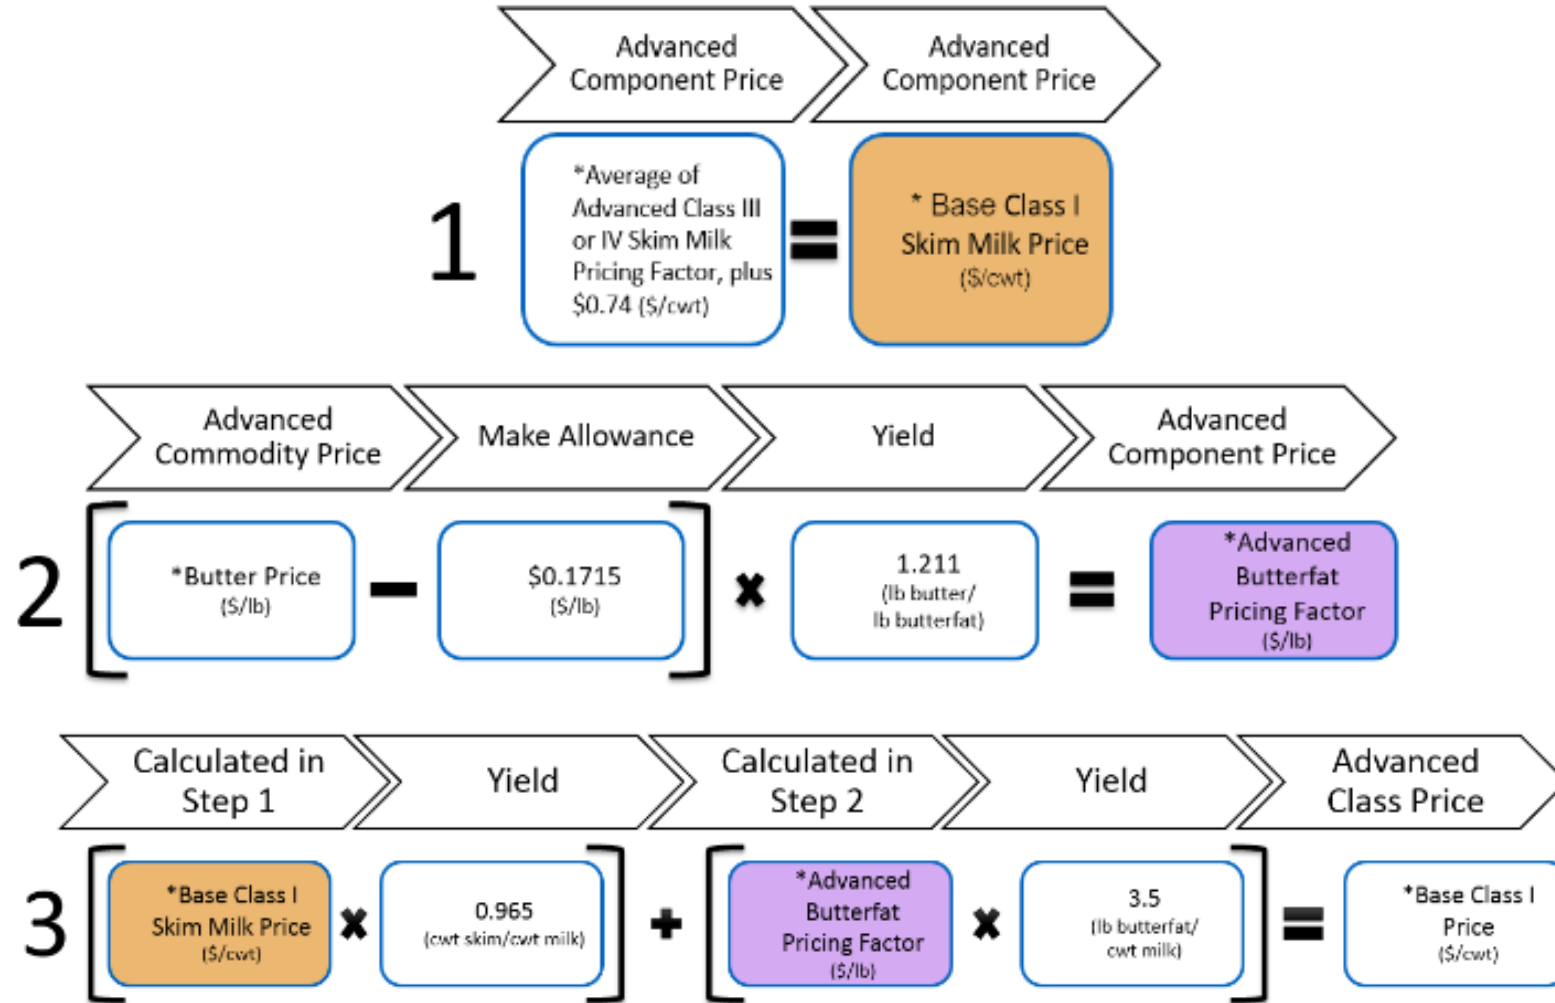 Advanced
Component Price
Advanced
Component Price
1
*Average of
Advanced Class III
or IV Skim Milk
Pricing Factor, plus
$0.74 ($/cwt)
=
* Base Class I
Skim Milk Price
($/cwt)
Advanced
Commodity Price
Make Allowance
Yield
Advanced
Component Price
2
[
*Butter Price
($/lb)
-
$0.1715
($/lb)
]
×
1.211
(lb butter/
lb butterfat)
=
*Advanced
Butterfat
Pricing Factor
($/lb)
Calculated in
Step 1
Yield
Calculated in
Step 2
Yield
Advanced
Class Price
3
[
*Base Class I
Skim Milk Price
($/cwt)
×
0.965
(cwt skim/cwt milk)
]
+
[
*Advanced
Butterfat
Pricing Factor
($/lb)
×
3.5
(lb butterfat/
cwt milk)
]
=
*Base Class I
Price
($/cwt)